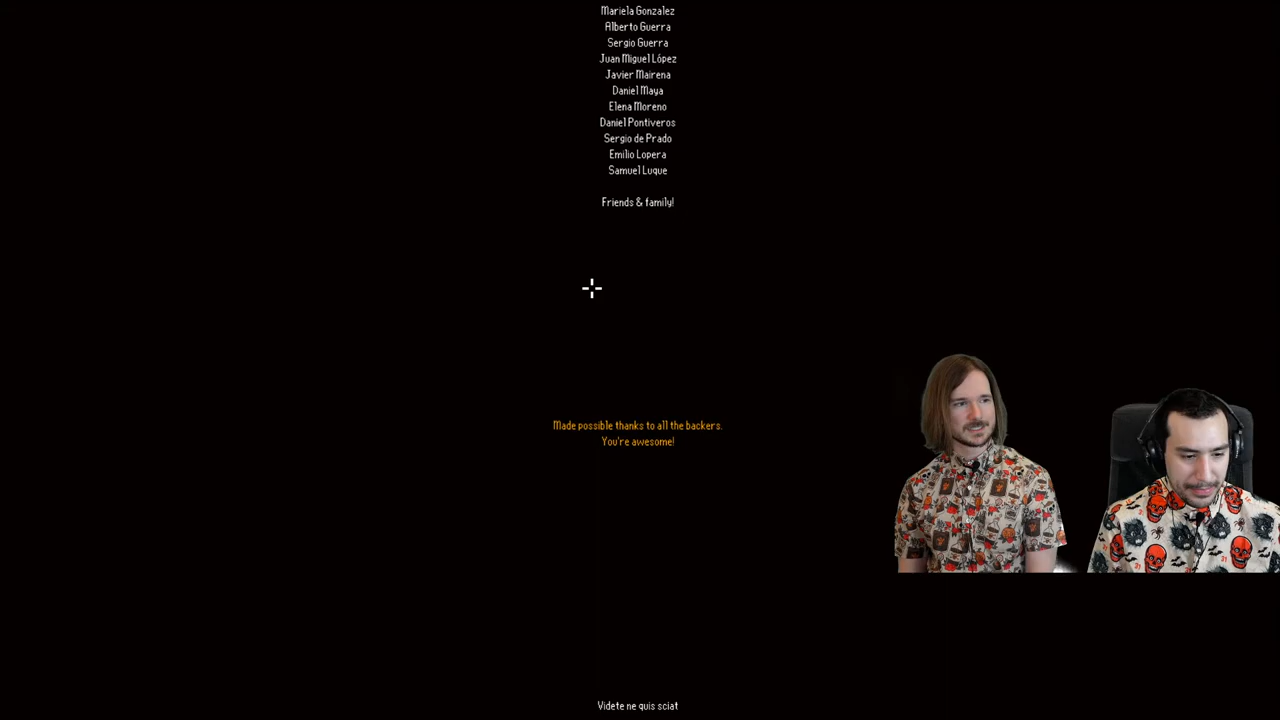 Mariela Gonzalez
Alberto Guerra
Sergio Guerra
Juan Miguel López
Javier Mairena
Daniel Maya
Elena Moreno
Daniel Pontiveros
Sergio de Prado
Emilio Lopera
Samuel Luque
Friends & family!
Made possible thanks to all the backers.
You're awesome!
Videte ne quis sciat